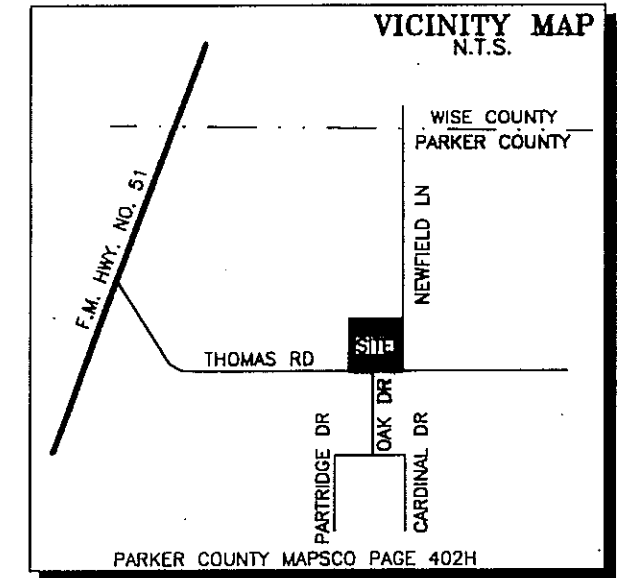 VICINITY MAP
N.T.S.
WISE COUNTY
PARKER COUNTY
F.M. HWY. NO. 51
NEWFIELD LN
SITE
THOMAS RD
OAK DR
PARTRIDGE DR
CARDINAL DR
PARKER COUNTY MAPSCO PAGE 402H